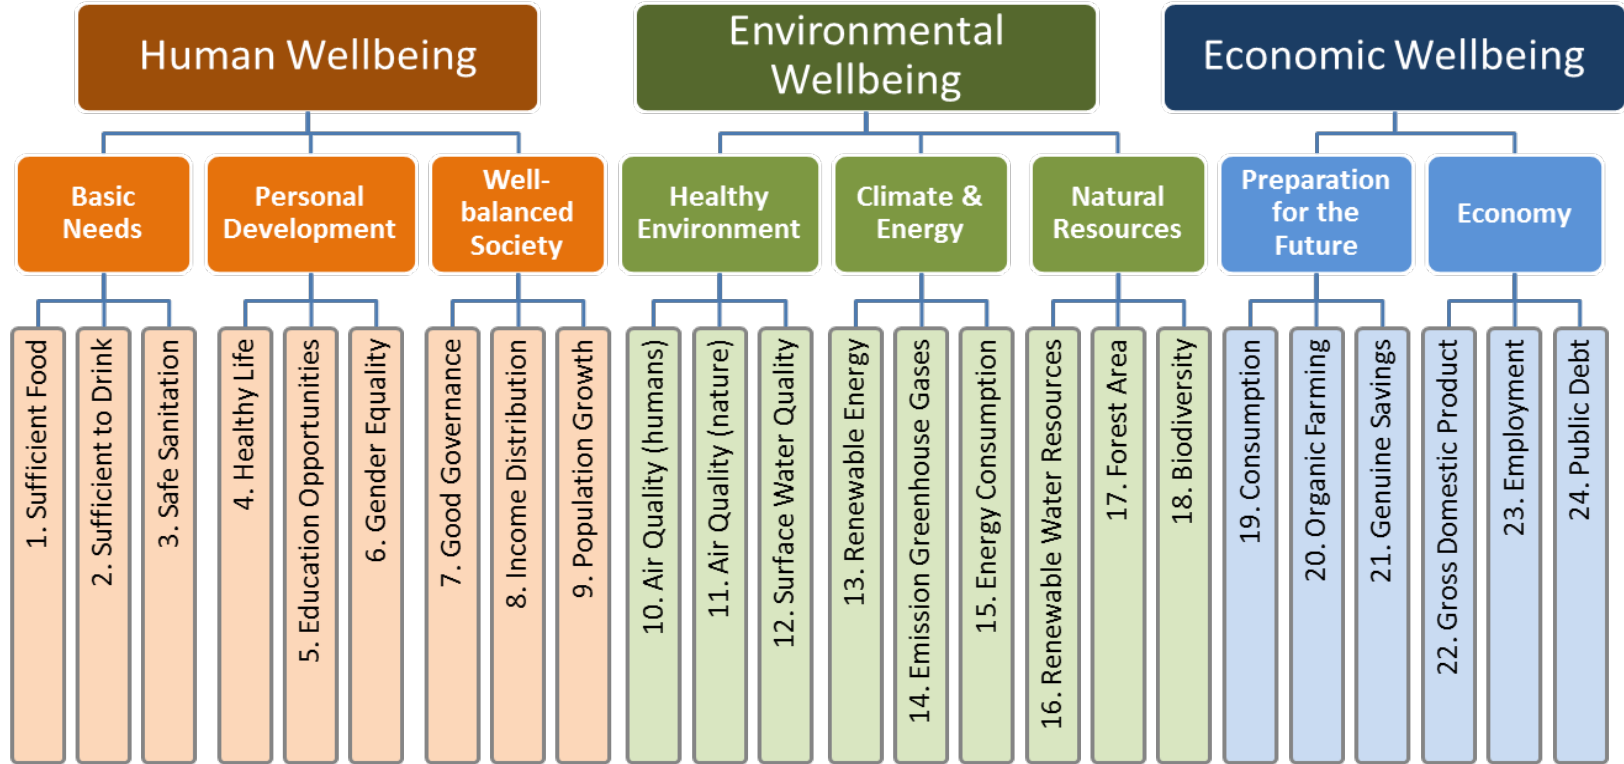 Human Wellbeing
Environmental
Wellbeing
Economic Wellbeing
Basic
Needs
Personal
Development
Well-
balanced
Society
Healthy
Environment
Climate &
Energy
Natural
Resources
Preparation
for the
Future
Economy
1. Sufficient Food
2. Sufficient to Drink
3. Safe Sanitation
4. Healthy Life
5. Education Opportunities
6. Gender Equality
7. Good Governance
8. Income Distribution
9. Population Growth
10. Air Quality (humans)
11. Air Quality (nature)
12. Surface Water Quality
13. Renewable Energy
14. Emission Greenhouse Gases
15. Energy Consumption
16. Renewable Water Resources
17. Forest Area
18. Biodiversity
19. Consumption
20. Organic Farming
21. Genuine Savings
22. Gross Domestic Product
23. Employment
24. Public Debt